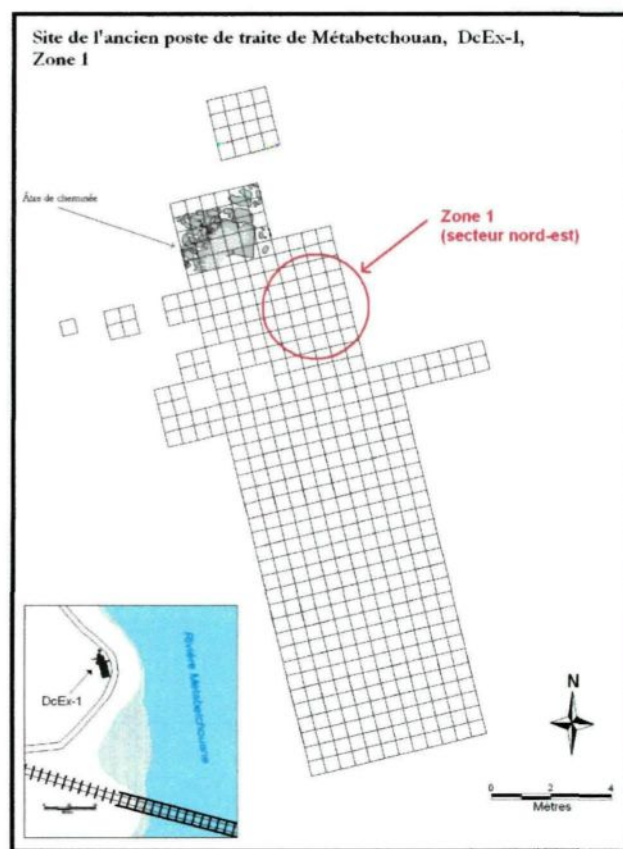 Site de l'ancien poste de traite de Métabetchouan, DcEx-1,
Zone 1
Âtre de cheminée
Zone 1
(secteur nord-est)
DcEx-1
Rivière Métabetchouane
N
0 2 4
Mètres